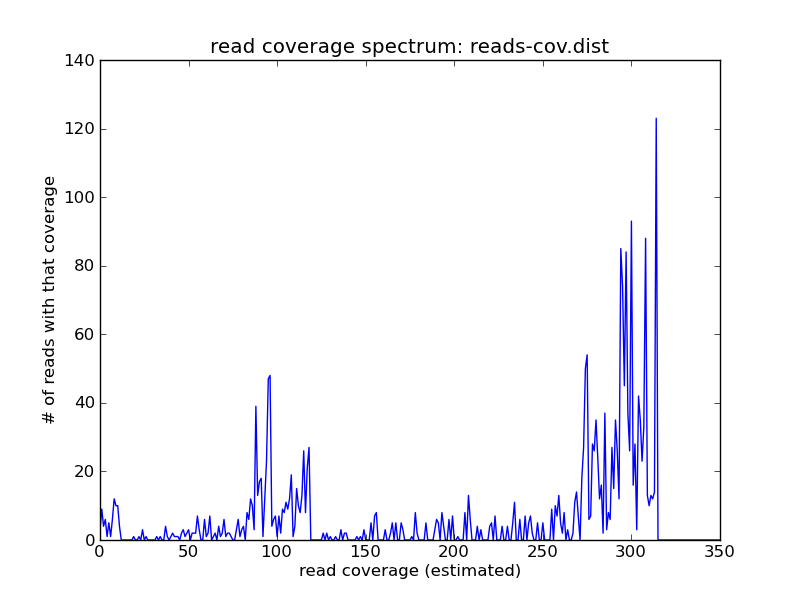 read coverage spectrum: reads-cov.dist
140
120
100
80
60
40
20
0
# of reads with that coverage
0 50 100 150 200 250 300 350
read coverage (estimated)